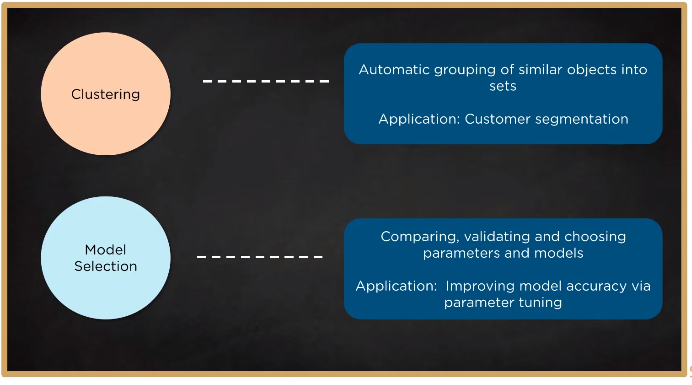 Clustering
Automatic grouping of similar objects into
sets
Application: Customer segmentation
Model
Selection
Comparing, validating and choosing
parameters and models
Application:  Improving model accuracy via
parameter tuning